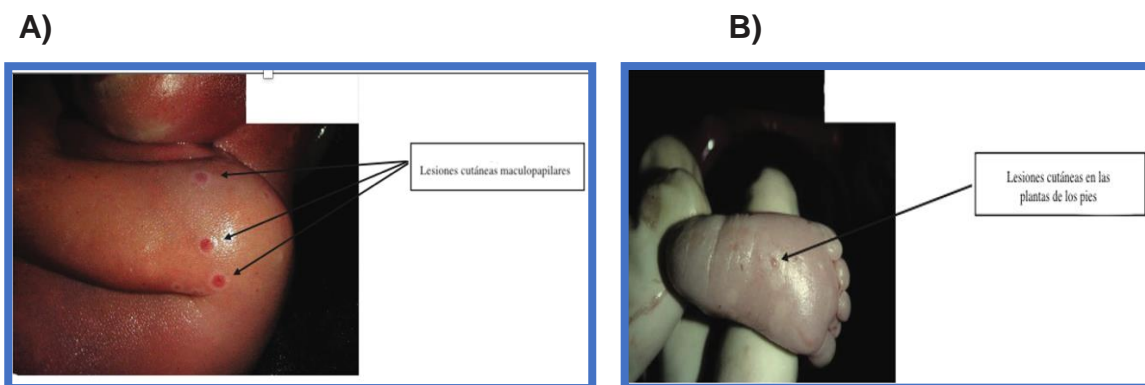 A)
B)
Lesiones cutáneas maculopapilares
Lesiones cutáneas en las
plantas de los pies